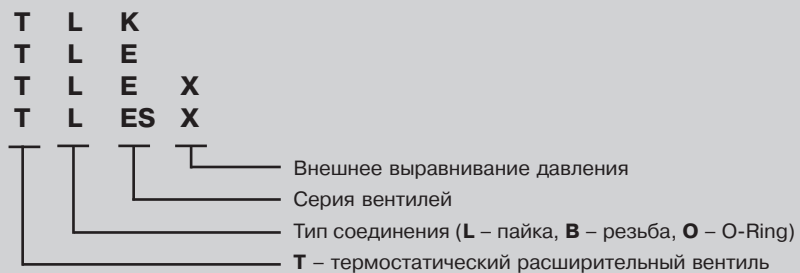 T L K
T L E
T L E X
T L ES X
Внешнее выравнивание давления
Серия вентилей
Тип соединения (L – пайка, B – резьба, O – O-Ring)
T – термостатический расширительный вентиль